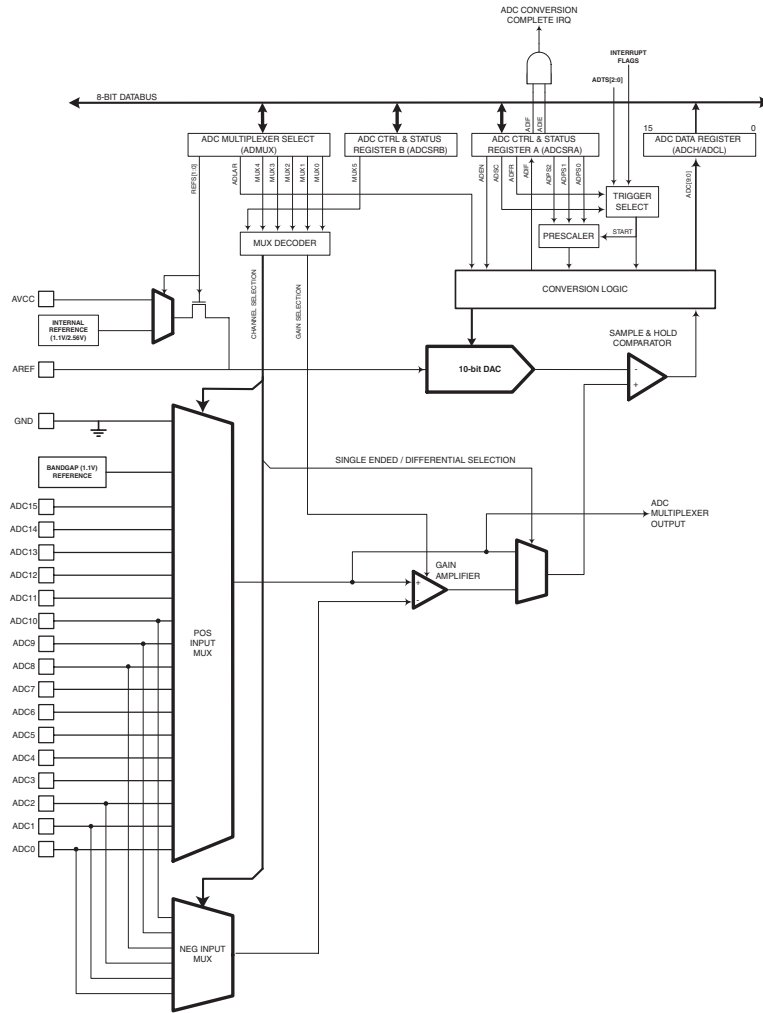 ADC CONVERSION
COMPLETE IRQ
INTERRUPT
FLAGS
ADTS[2:0]
8-BIT DATABUS
ADIF
ADIE
15
0
ADC MULTIPLEXER SELECT
(ADMUX)
ADC CTRL & STATUS
REGISTER B (ADCSRB)
ADC CTRL & STATUS
REGISTER A (ADCSRA)
ADC DATA REGISTER
(ADCH/ADCL)
REFS[1:0]
ADLAR
MUX4
MUX3
MUX2
MUX1
MUX0
MUX5
ADEN
ADSC
ADFR
ADIF
ADPS2
ADPS1
ADPS0
ADC[9:0]
TRIGGER
SELECT
START
PRESCALER
MUX DECODER
CHANNEL SELECTION
GAIN SELECTION
CONVERSION LOGIC
AVCC
INTERNAL
REFERENCE
(1.1V/2.56V)
SAMPLE & HOLD
COMPARATOR
AREF
10-bit DAC
-
+
GND
BANDGAP (1.1V)
REFERENCE
SINGLE ENDED / DIFFERENTIAL SELECTION
ADC15
ADC14
ADC13
ADC12
ADC11
ADC10
ADC9
ADC8
ADC7
ADC6
ADC5
ADC4
ADC3
ADC2
ADC1
ADC0
ADC
MULTIPLEXER
OUTPUT
GAIN
AMPLIFIER
+
-
POS
INPUT
MUX
NEG INPUT
MUX